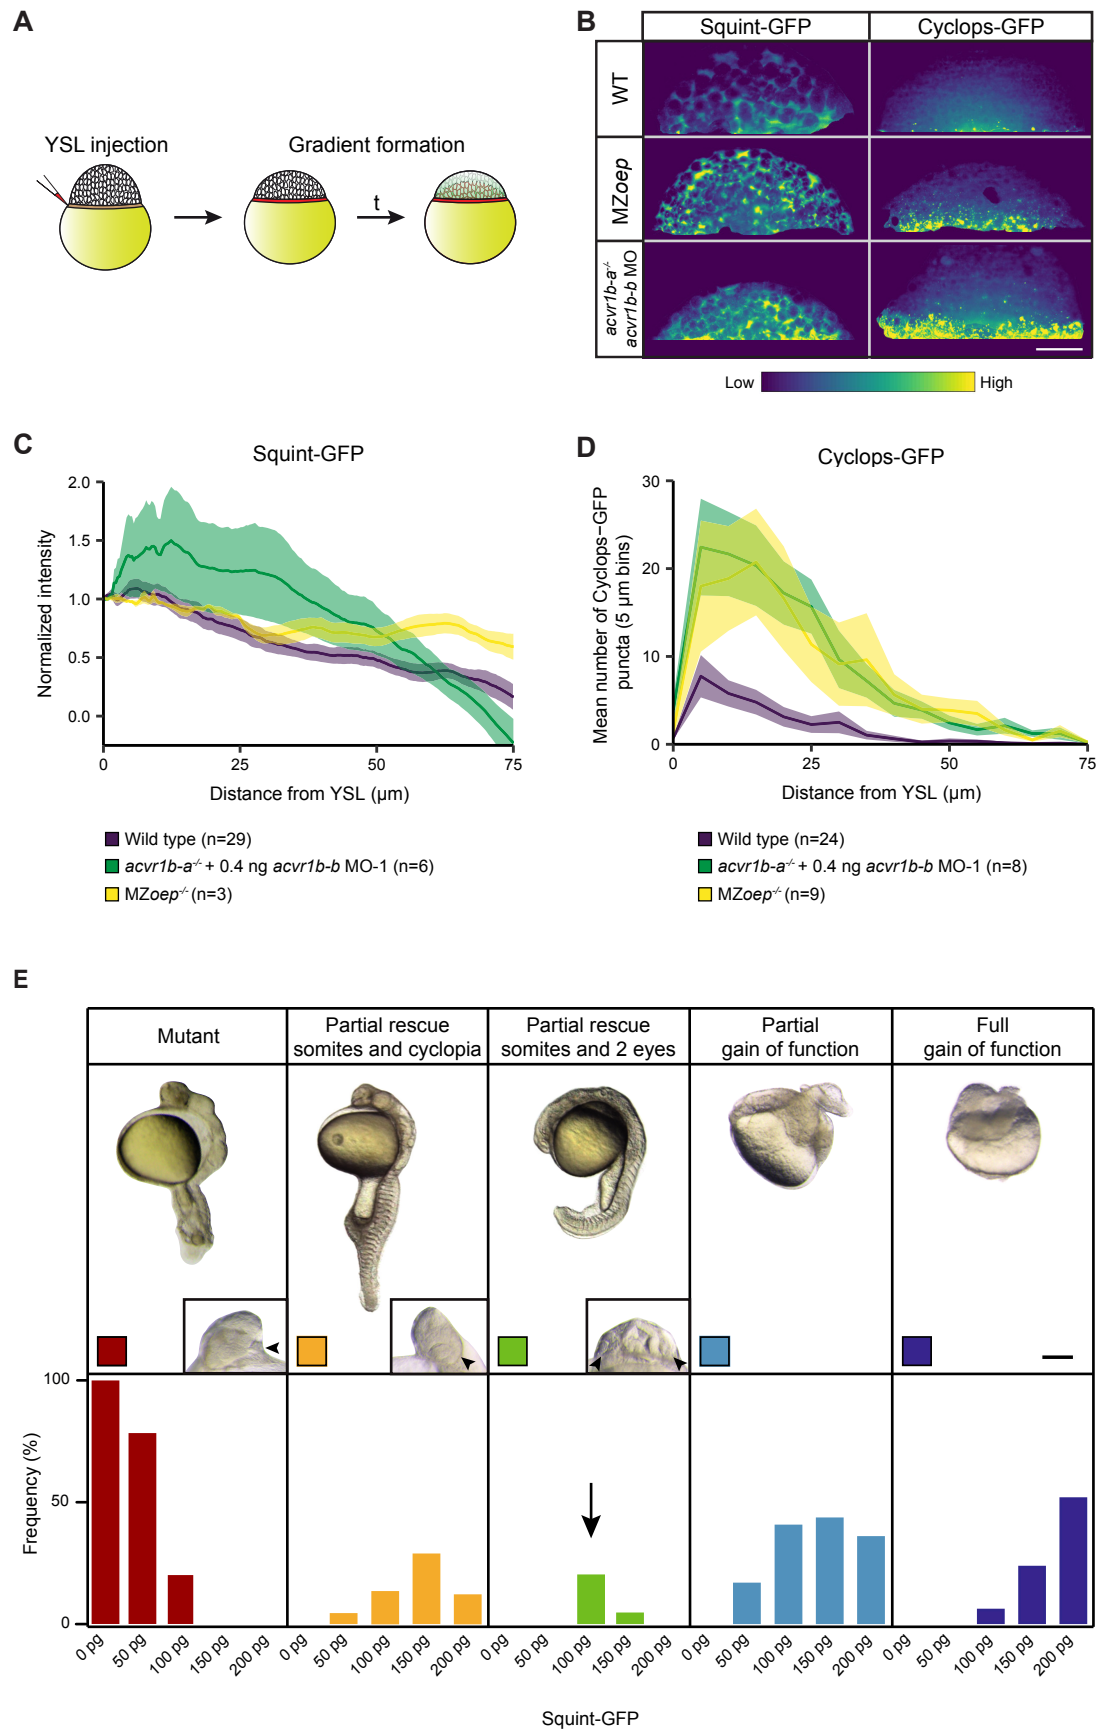 A
YSL injection
Gradient formation
t
B
Squint-GFP
Cyclops-GFP
WT
MZoep
acvr1b-a-/-
acvr1b-b MO
Low
High
C
Squint-GFP
2.0
1.5
1.0
0.5
0.0
Normalized intensity
0
25
50
75
Distance from YSL (µm)
Wild type (n=29)
acvr1b-a-/- + 0.4 ng acvr1b-b MO-1 (n=6)
MZoep-/- (n=3)
D
Cyclops-GFP
30
20
10
0
Mean number of Cyclops−GFP
puncta (5 µm bins)
0
25
50
75
Distance from YSL (µm)
Wild type (n=24)
acvr1b-a-/- + 0.4 ng acvr1b-b MO-1 (n=8)
MZoep-/- (n=9)
E
Mutant
Partial rescue
somites and cyclopia
Partial rescue
somites and 2 eyes
Partial
gain of function
Full
gain of function
100
50
0
Frequency (%)
0 pg
50 pg
100 pg
150 pg
200 pg
0 pg
50 pg
100 pg
150 pg
200 pg
0 pg
50 pg
100 pg
150 pg
200 pg
0 pg
50 pg
100 pg
150 pg
200 pg
0 pg
50 pg
100 pg
150 pg
200 pg
Squint-GFP